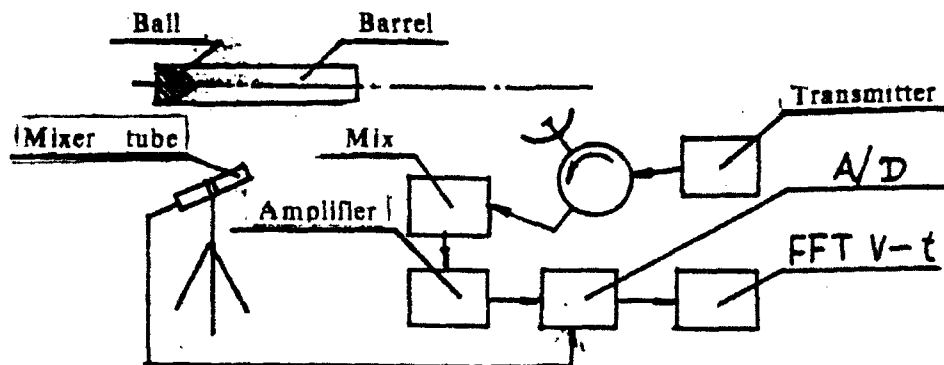 Ball
Barrel
Transmitter
Mixer tube
Mix
A/D
Amplifier
FFT V-t